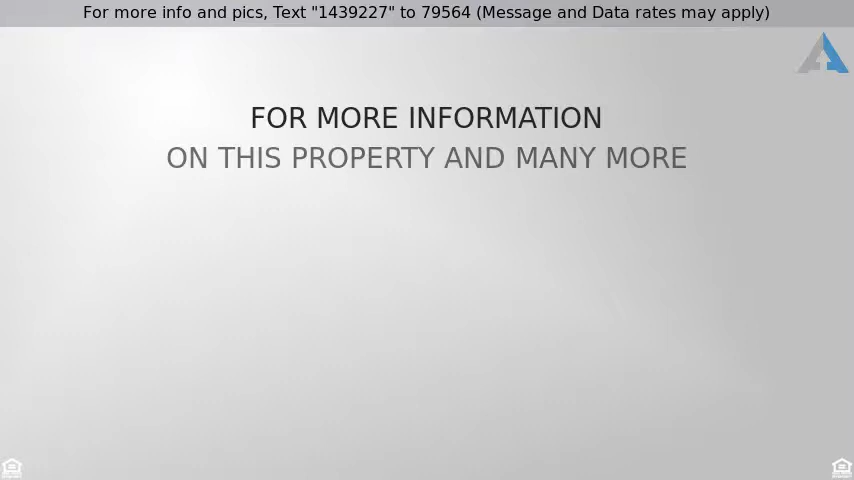 For more info and pics, Text "1439227" to 79564 (Message and Data rates may apply)
FOR MORE INFORMATION
ON THIS PROPERTY AND MANY MORE